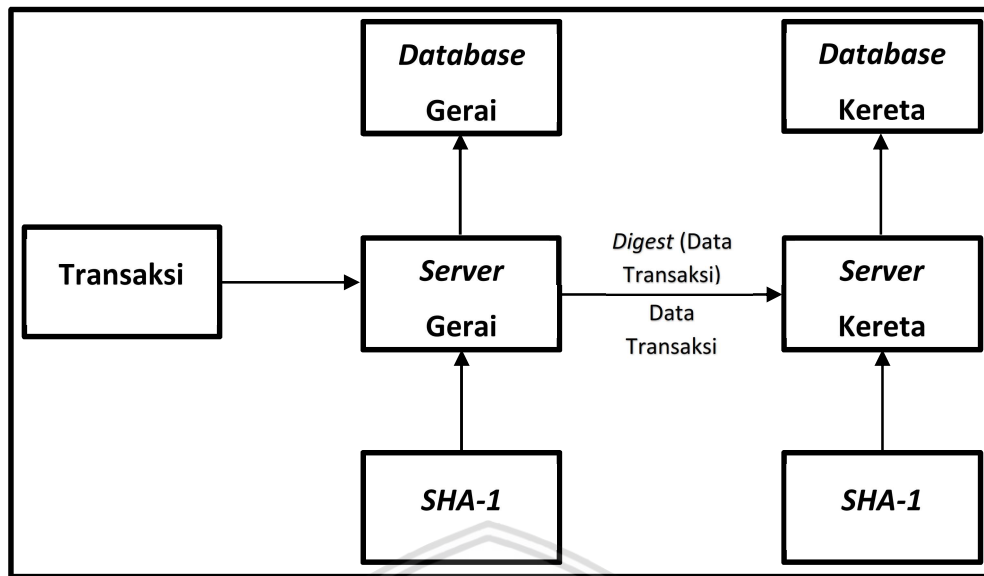 Database
Gerai
Database
Kereta
Transaksi
Server
Gerai
Digest (Data
Transaksi)
Data
Transaksi
Server
Kereta
SHA-1
SHA-1